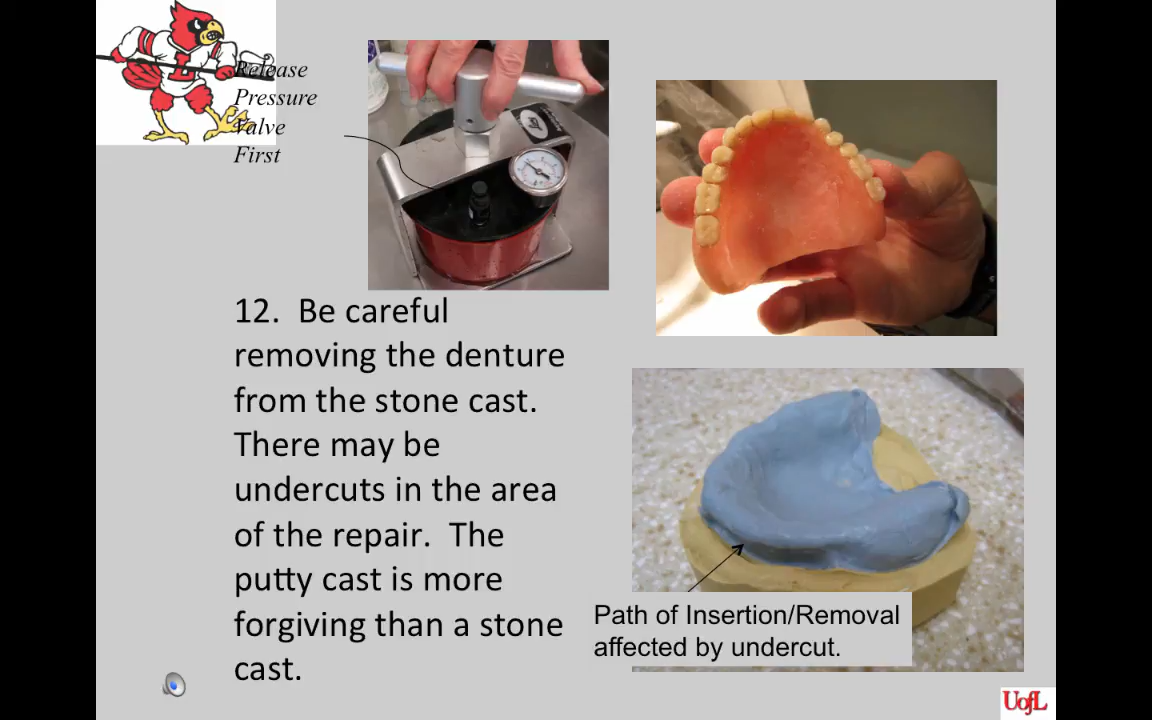 Release
Pressure
Valve
First
12.  Be careful
removing the denture
from the stone cast.
There may be
undercuts in the area
of the repair.  The
putty cast is more
forgiving than a stone
cast.
Path of Insertion/Removal
affected by undercut.
UofL